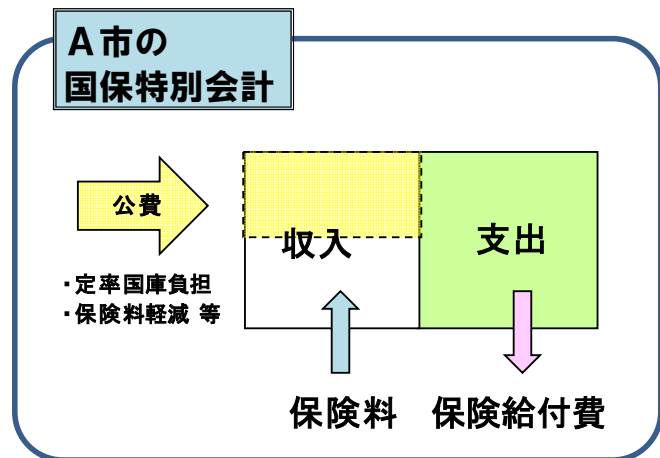 A市の
国保特別会計
公費
・定率国庫負担
・保険料軽減 等
収入
支出
保険料
保険給付費